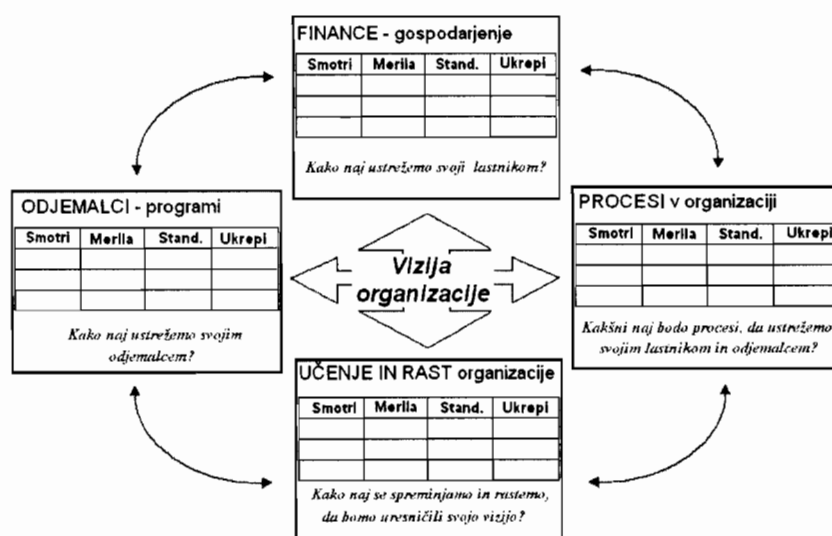 FINANCE - gospodarjenje
Smotri Merila Stand. Ukrepi
Kako naj ustrežemo svoji lastnikom?
ODJEMALCI - programi
Smotri Merila Stand. Ukrepi
Kako naj ustrežemo svojim
odjemalcem?
Vizija
organizacije
PROCESI v organizaciji
Smotri Merila Stand. Ukrepi
Kakšni naj bodo procesi, da ustrežemo
svojim lastnikom in odjemalcem?
UČENJE IN RAST organizacije
Smotri Merila Stand. Ukrepi
Kako naj se spreminjamo in rastemo,
da bomo uresničili svojo vizijo?